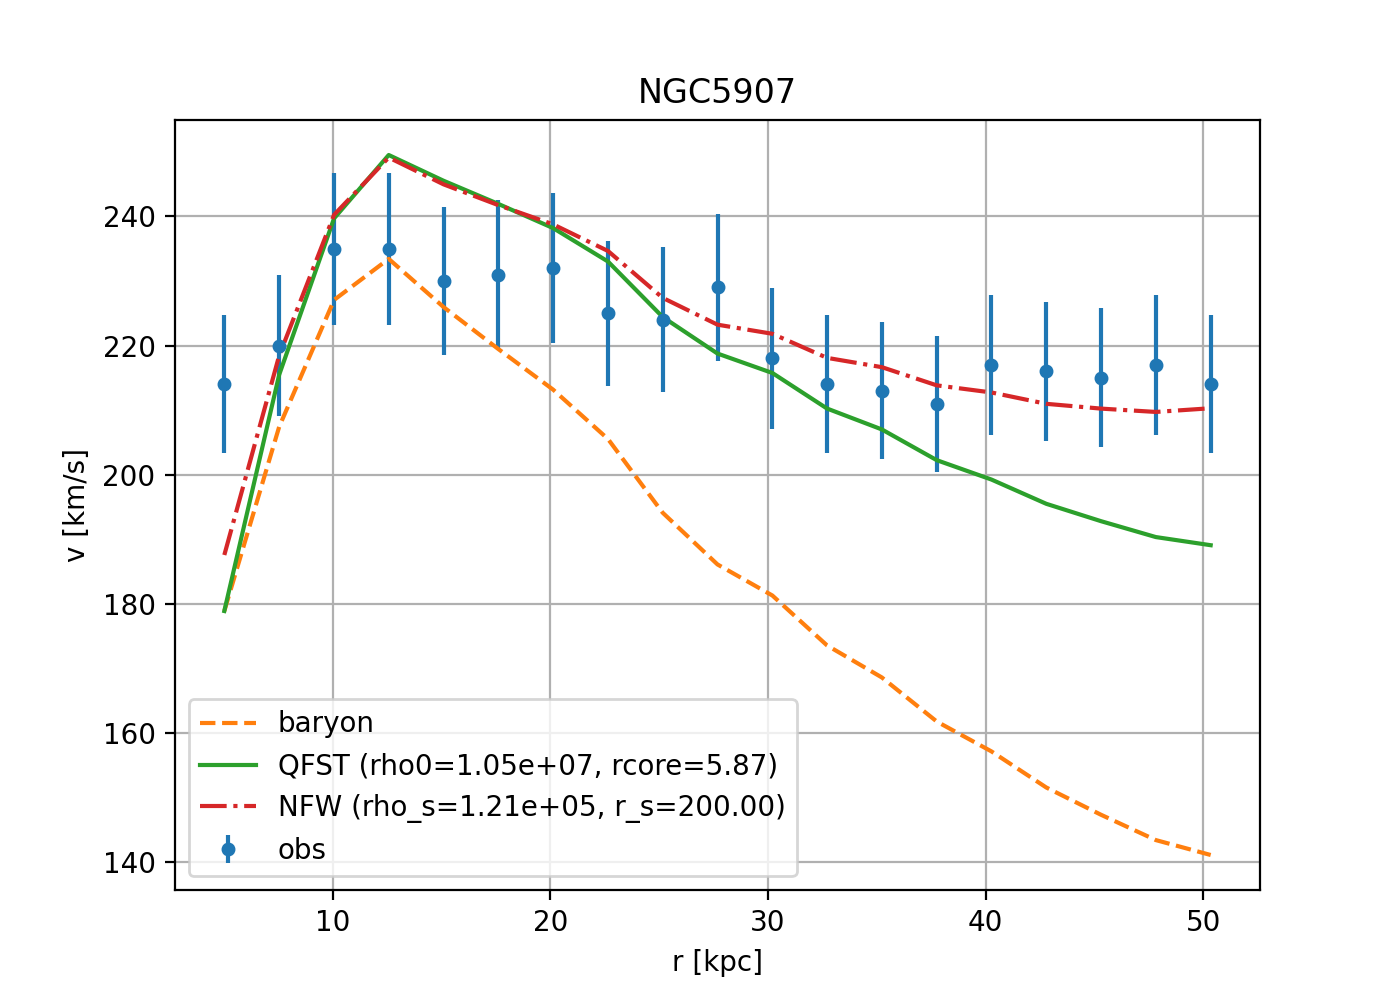 NGC5907
240
220
200
180
160
140
v [km/s]
baryon
QFST (rho0=1.05e+07, rcore=5.87)
NFW (rho_s=1.21e+05, r_s=200.00)
obs
10
20
30
40
50
r [kpc]